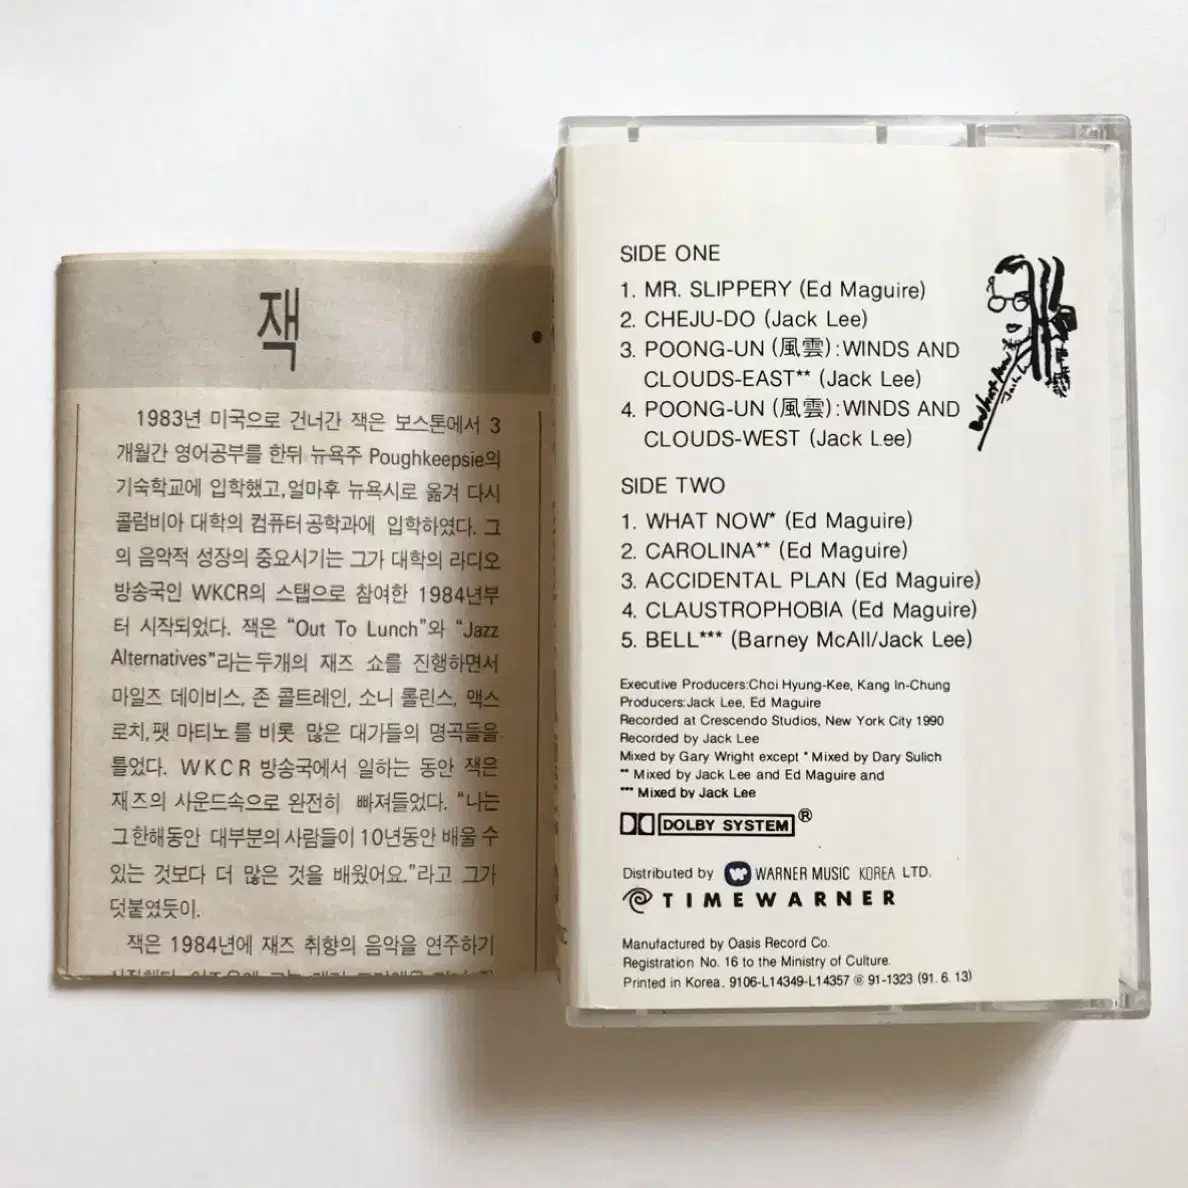 잭
1983년 미국으로 건너간 잭은 보스톤에서 3
개월간 영어공부를 한뒤 뉴욕주 Poughkeepsie의
기숙학교에 입학했고,얼마후 뉴욕시로 옮겨 다시
콜럼비아 대학의 컴퓨터공학과에 입학하였다. 그
의 음악적 성장의 중요시기는 그가 대학의 라디오
방송국인 WKCR의 스탭으로 참여한 1984년부
터 시작되었다. 잭은 "Out To Lunch"와 "Jazz
Alternatives"라는두개의 재즈 쇼를 진행하면서
마일즈 데이비스, 존 콜트레인, 소니 롤린스, 맥스
로치,팻 마티노를 비롯 많은 대가들의 명곡들을
틀었다. WKCR 방송국에서 일하는 동안 잭은
재즈의 사운드속으로 완전히 빠져들었다. "나는
그한해동안 대부분의사람들이 10년동안 배울 수
있는 것보다 더 많은 것을 배웠어요."라고 그가
덧붙였듯이.
잭은 1984년에 재즈 취향의 음악을 연주하기
SIDE ONE
1. MR. SLIPPERY (Ed Maguire)
2. CHEJU-DO (Jack Lee)
3. POONG-UN (風雲):WINDS AND
CLOUDS-EAST** (Jack Lee)
4. POONG-UN (風雲):WINDS AND
CLOUDS-WEST (Jack Lee)
What Now
Jack L
SIDE TWO
1. WHAT NOW* (Ed Maguire)
2. CAROLINA** (Ed Maguire)
3. ACCIDENTAL PLAN (Ed Maguire)
4. CLAUSTROPHOBIA (Ed Maguire)
5. BELL*** (Barney McAll/Jack Lee)
Executive Producers:Choi Hyung-Kee, Kang In-Chung
Producers:Jack Lee, Ed Maguire
Recorded at Crescendo Studios, New York City 1990
Recorded by Jack Lee
Mixed by Gary Wright except * Mixed by Dary Sulich
** Mixed by Jack Lee and Ed Maguire and
*** Mixed by Jack Lee
DOLBY SYSTEM ®
Distributed by WARNER MUSIC KOREA LTD.
TIMEWARNER
Manufactured by Oasis Record Co.
Registration No. 16 to the Ministry of Culture.
Printed in Korea. 9106-L14349-L14357 ⓔ 91-1323 (91. 6. 13)